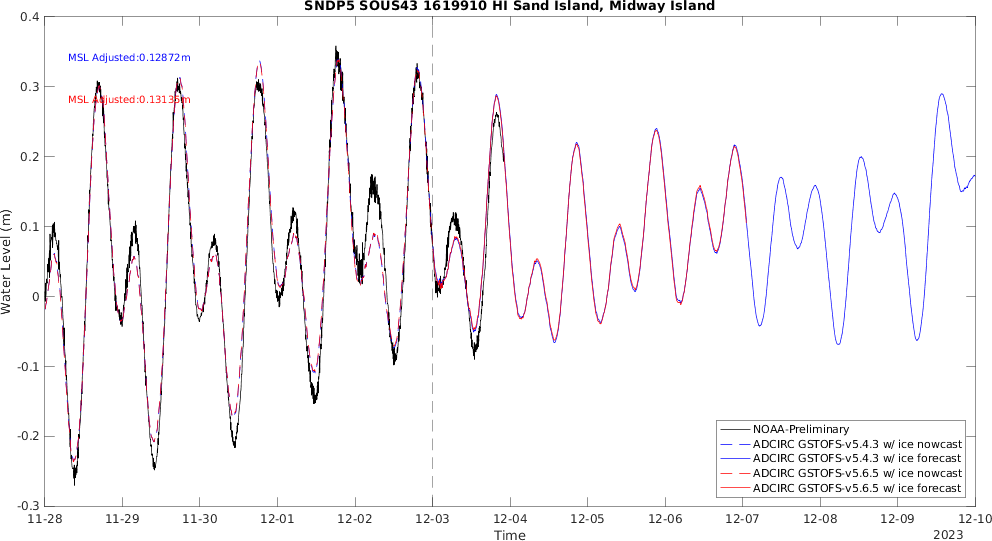 SNDP5 SOUS43 1619910 HI Sand Island, Midway Island
0.4
0.3
0.2
0.1
0
-0.1
-0.2
-0.3
Water Level (m)
MSL Adjusted:0.12872m
MSL Adjusted:0.13135m
NOAA-Preliminary
ADCIRC GSTOFS-v5.4.3 w/ ice nowcast
ADCIRC GSTOFS-v5.4.3 w/ ice forecast
ADCIRC GSTOFS-v5.6.5 w/ ice nowcast
ADCIRC GSTOFS-v5.6.5 w/ ice forecast
11-28 11-29 11-30 12-01 12-02 12-03 12-04 12-05 12-06 12-07 12-08 12-09 12-10
Time
2023